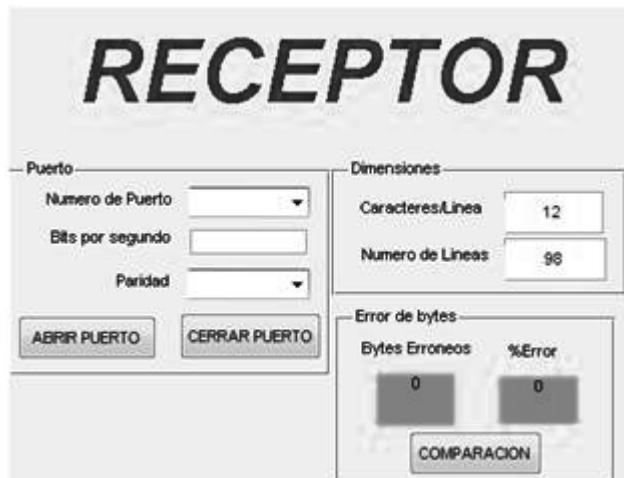 RECEPTOR
Puerto
Numero de Puerto
Bits por segundo
Paridad
ABRIR PUERTO
CERRAR PUERTO
Dimensiones
Caracteres/Linea
12
Numero de Lineas
98
Error de bytes
Bytes Erroneos
%Error
0
0
COMPARACION